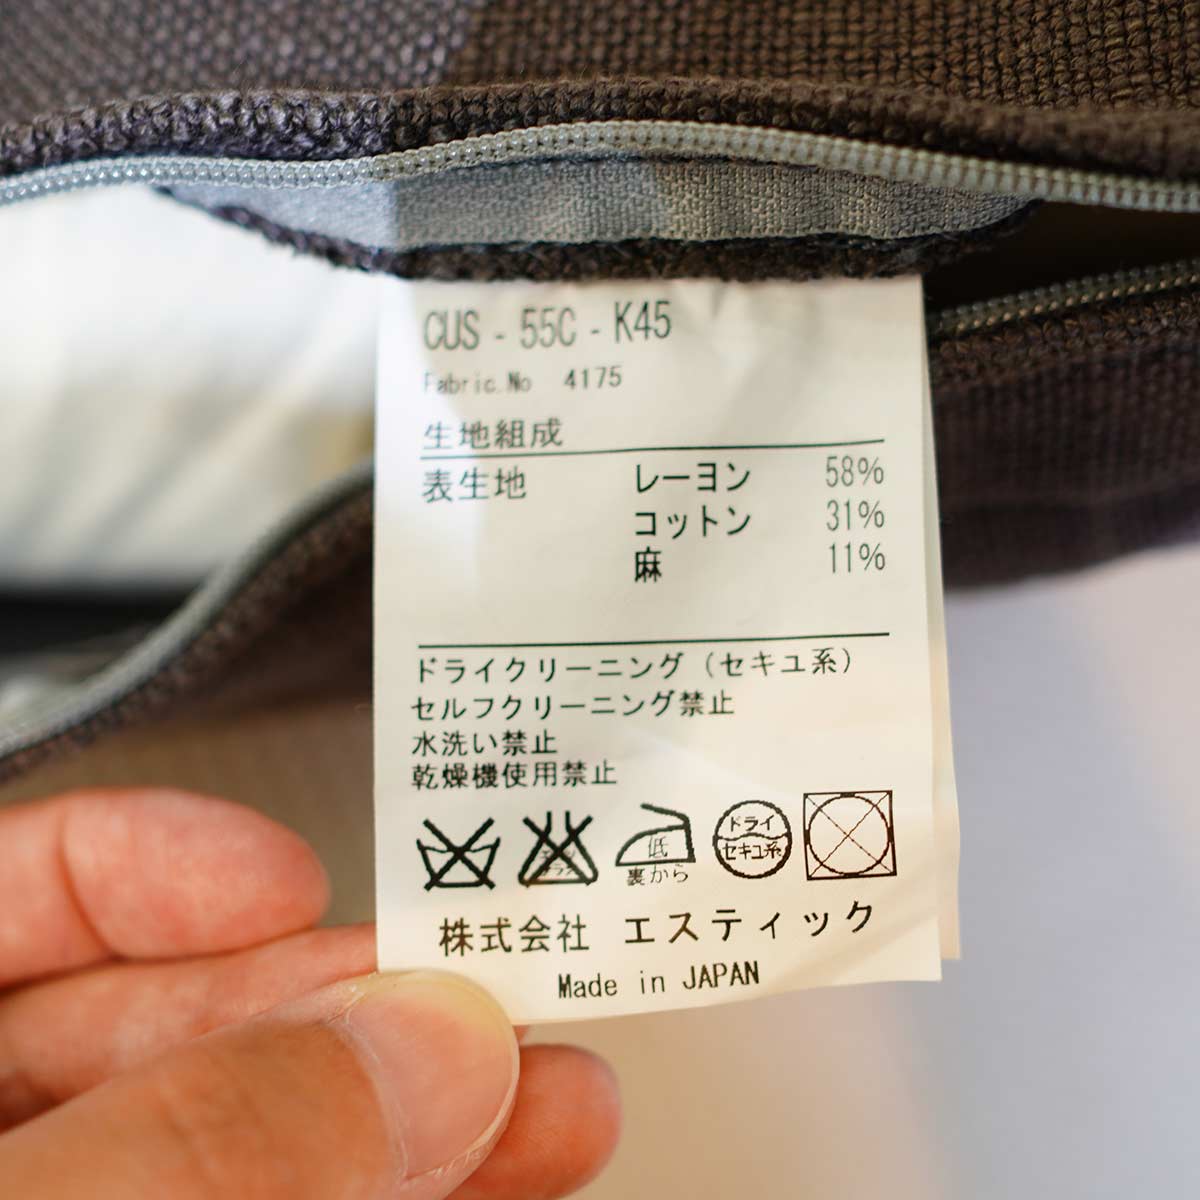 CUS - 55C - K45
Fabric.No 4175
生地組成
表生地 レーヨン 58%
コットン 31%
麻 11%
ドライクリーニング（セキユ系）
セルフクリーニング禁止
水洗い禁止
乾燥機使用禁止
低
裏から
ドライ
セキユ系
株式会社 エスティック
Made in JAPAN